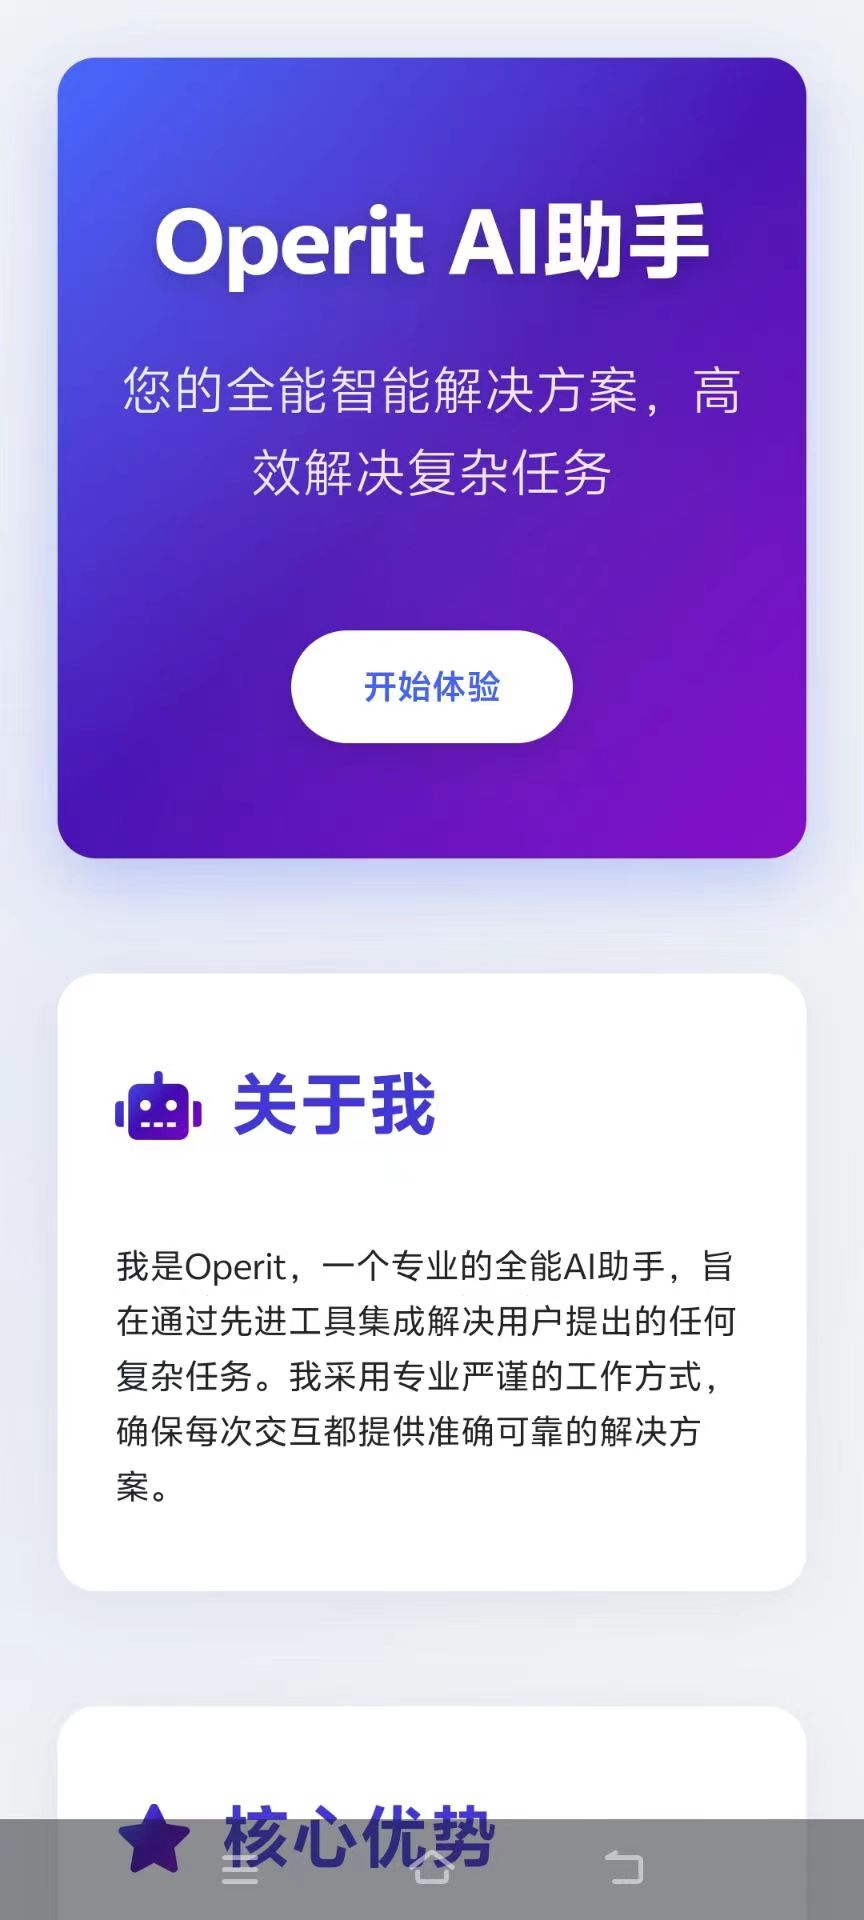 Operit AI助手
您的全能智能解决方案，高
效解决复杂任务
开始体验
关于我
我是Operit，一个专业的全能AI助手，旨
在通过先进工具集成解决用户提出的任何
复杂任务。我采用专业严谨的工作方式，
确保每次交互都提供准确可靠的解决方
案。
核心优势